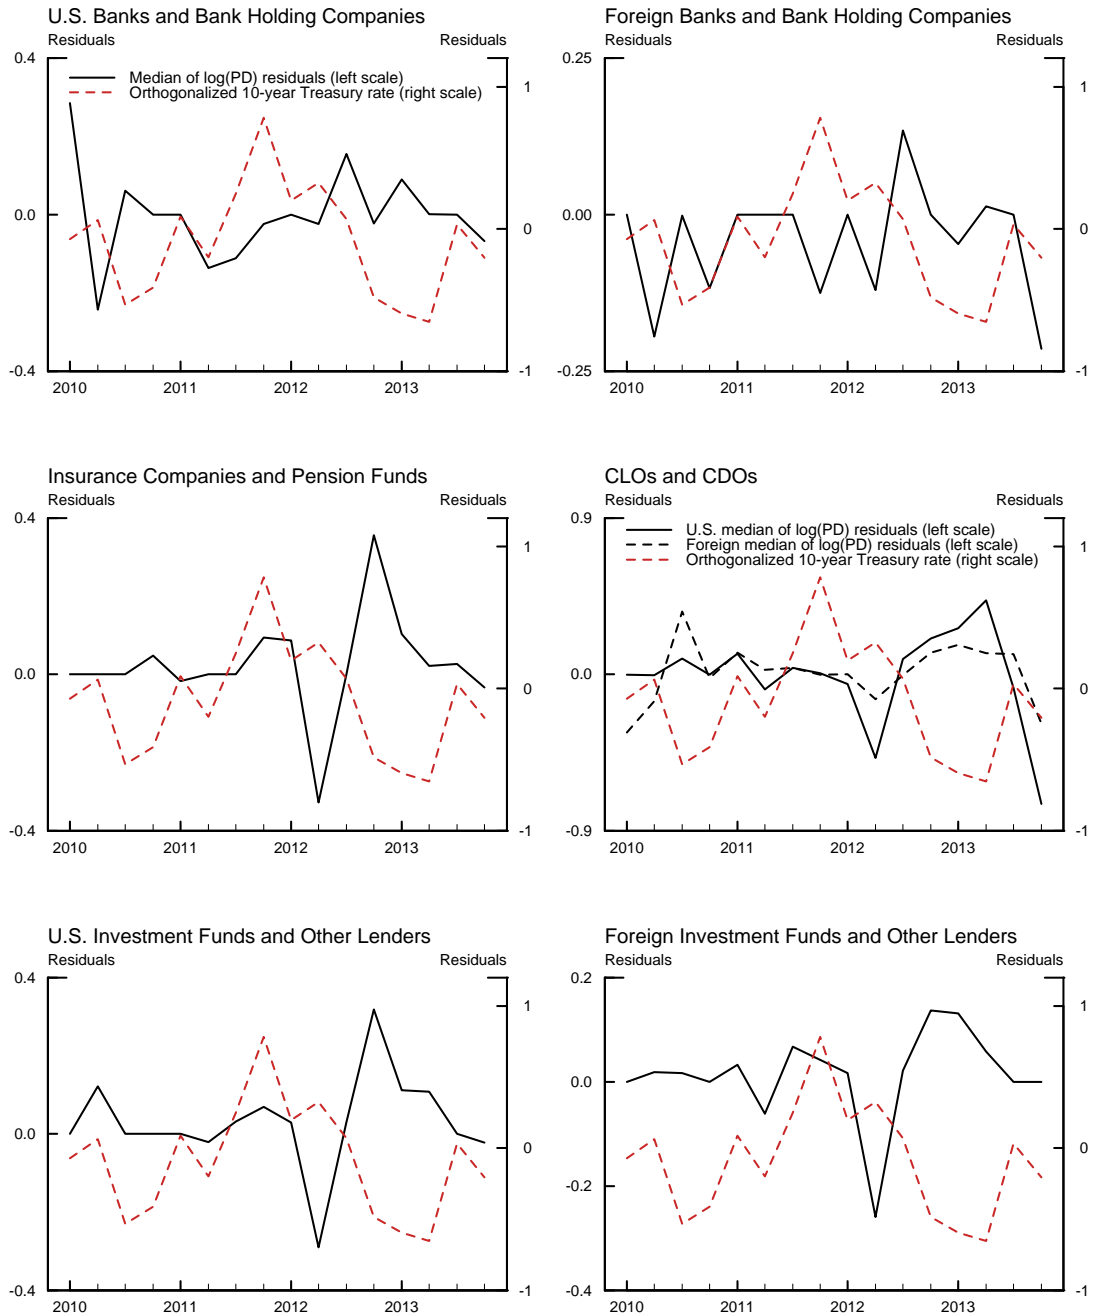 U.S. Banks and Bank Holding Companies
Residuals Residuals
0.4
1
Median of log(PD) residuals (left scale)
Orthogonalized 10-year Treasury rate (right scale)
0.0
0
-0.4
-1
2010 2011 2012 2013
Foreign Banks and Bank Holding Companies
Residuals Residuals
0.25
1
0.00
0
-0.25
-1
2010 2011 2012 2013
Insurance Companies and Pension Funds
Residuals Residuals
0.4
1
0.0
0
-0.4
-1
2010 2011 2012 2013
CLOs and CDOs
Residuals Residuals
0.9
U.S. median of log(PD) residuals (left scale)
Foreign median of log(PD) residuals (left scale)
1
Orthogonalized 10-year Treasury rate (right scale)
0.0
0
-0.9
-1
2010 2011 2012 2013
U.S. Investment Funds and Other Lenders
Residuals Residuals
0.4
1
0.0
0
-0.4
-1
2010 2011 2012 2013
Foreign Investment Funds and Other Lenders
Residuals Residuals
0.2
1
0.0
0
-0.2
-0.4
-1
2010 2011 2012 2013